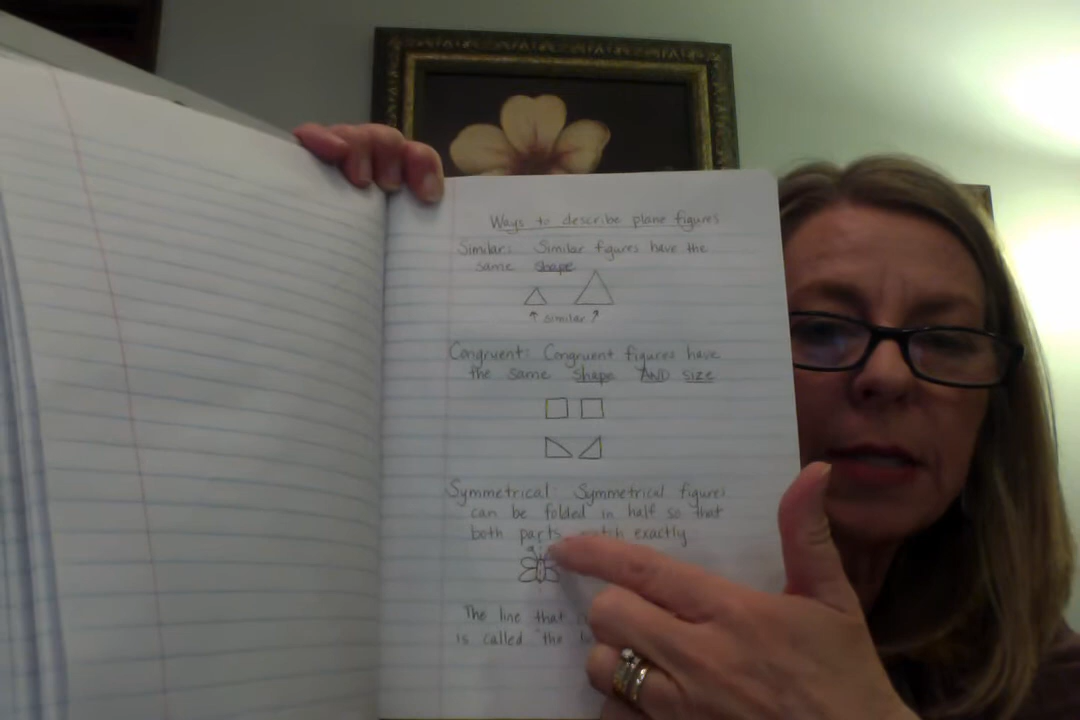 Ways to describe plane figures
Similar: Similar figures have the
same shape
similar
Congruent: Congruent figures have
the same shape AND size
Symmetrical: Symmetrical figures
can be folded in half so that
both parts exactly
The line that
is called the